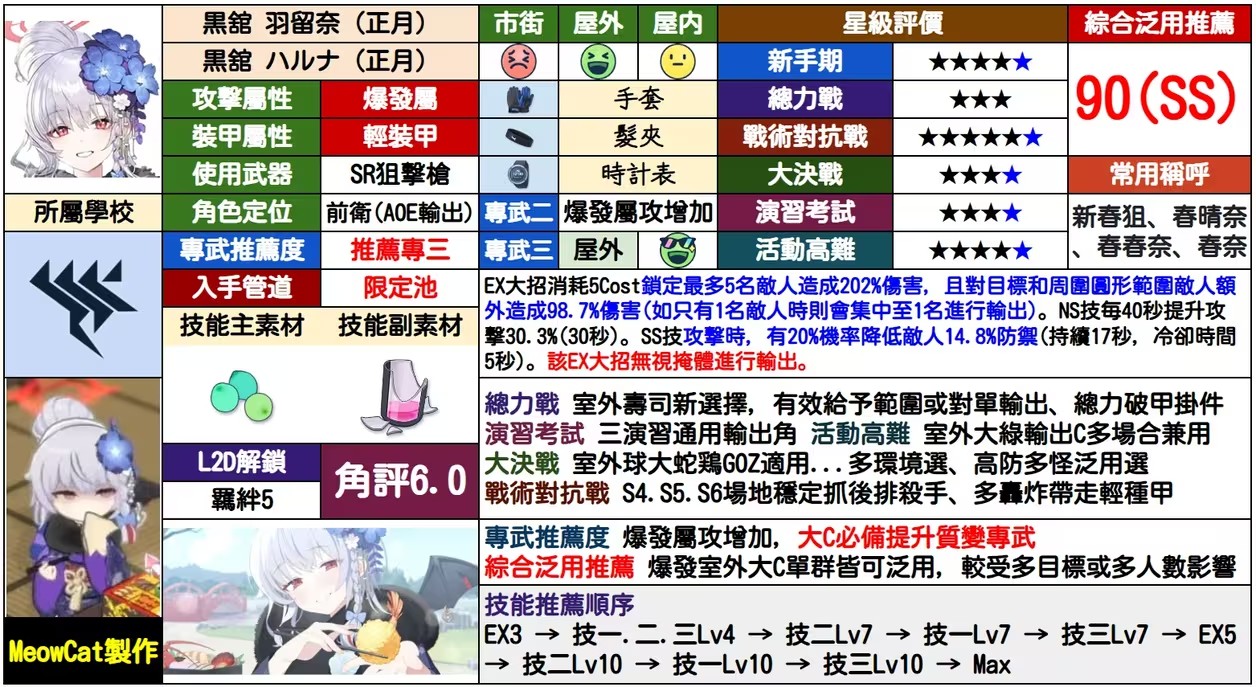 黒舘 羽留奈（正月）
黒舘 ハルナ（正月）
攻擊屬性
爆發屬
裝甲屬性
輕裝甲
使用武器
SR狙擊槍
所屬學校
角色定位
前衛(AOE輸出)
專武推薦度
推薦專三
入手管道
限定池
技能主素材
技能副素材
L2D解鎖
羈絆5
角評6.0
MeowCat製作
市街
屋外
屋内
手套
髮夾
時計表
專武二
爆發屬攻增加
專武三
屋外
星級評價
新手期
★★★★★
總力戰
★★★
戰術對抗戰
★★★★★★
大決戰
★★★★
演習考試
★★★★
活動高難
★★★★★
綜合泛用推薦
90(SS)
常用稱呼
新春狙、春晴奈
、春春奈、春奈
EX大招消耗5Cost鎖定最多5名敵人造成202%傷害，且對目標和周圍圓形範圍敵人額
外造成98.7%傷害(如只有1名敵人時則會集中至1名進行輸出)。NS技每40秒提升攻
擊30.3%(30秒)。SS技攻擊時，有20%機率降低敵人14.8%防禦(持續17秒，冷卻時間
5秒)。該EX大招無視掩體進行輸出。
總力戰 室外壽司新選擇，有效給予範圍或對單輸出、總力破甲掛件
演習考試 三演習通用輸出角 活動高難 室外大綠輸出C多場合兼用
大決戰 室外球大蛇鶏GOZ適用...多環境選、高防多怪泛用選
戰術對抗戰 S4.S5.S6場地穩定抓後排殺手、多轟炸帶走輕種甲
專武推薦度 爆發屬攻增加，大C必備提升質變專武
綜合泛用推薦 爆發室外大C單群皆可泛用，較受多目標或多人數影響
技能推薦順序
EX3 → 技一.二.三Lv4 → 技二Lv7 → 技一Lv7 → 技三Lv7 → EX5
→ 技二Lv10 → 技一Lv10 → 技三Lv10 → Max